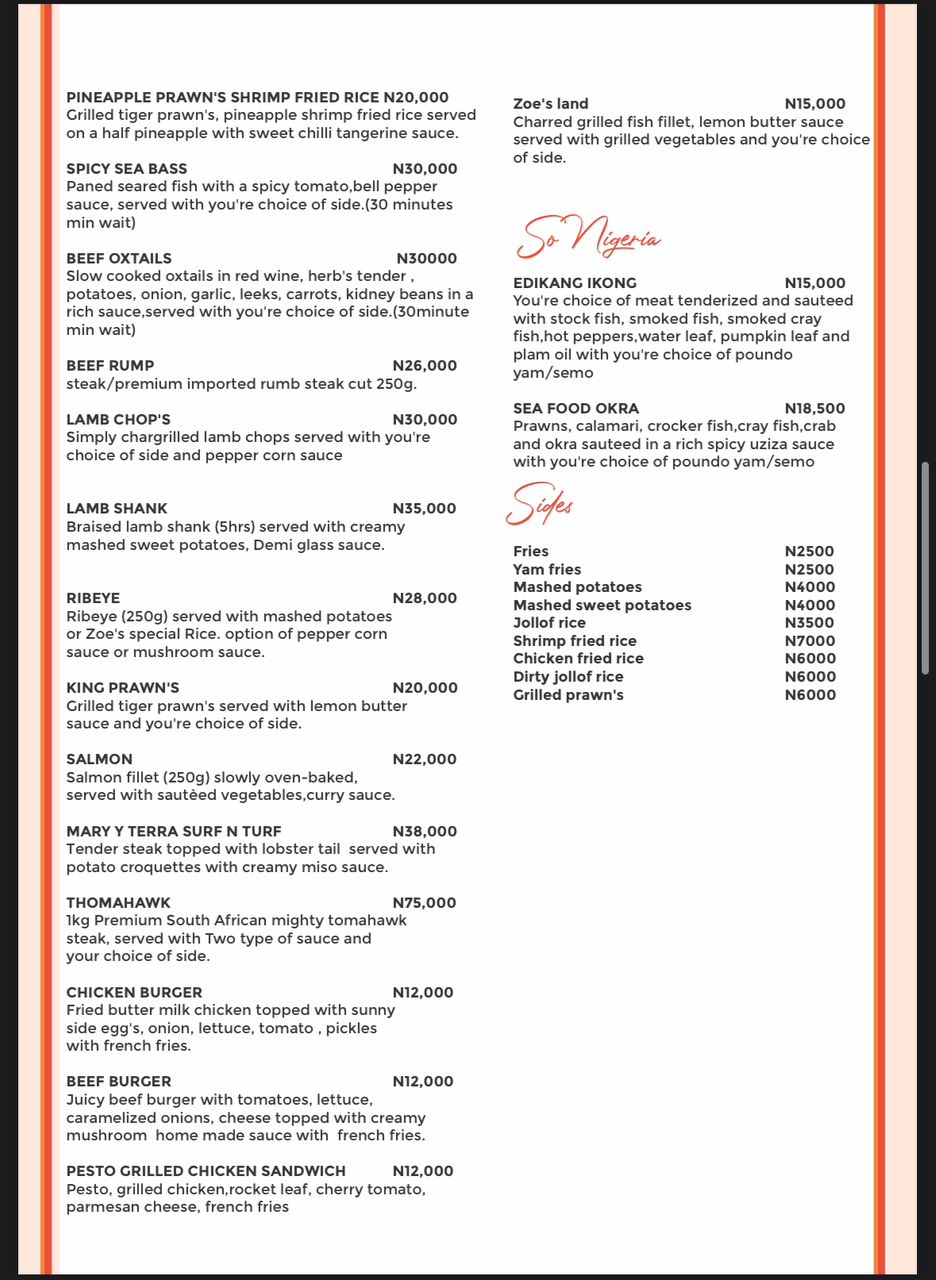 PINEAPPLE PRAWN'S SHRIMP FRIED RICE N20,000
Grilled tiger prawn's, pineapple shrimp fried rice served
on a half pineapple with sweet chilli tangerine sauce.
SPICY SEA BASS N30,000
Paned seared fish with a spicy tomato,bell pepper
sauce, served with you're choice of side.(30 minutes
min wait)
BEEF OXTAILS N30000
Slow cooked oxtails in red wine, herb's tender ,
potatoes, onion, garlic, leeks, carrots, kidney beans in a
rich sauce,served with you're choice of side.(30minute
min wait)
BEEF RUMP N26,000
steak/premium imported rumb steak cut 250g.
LAMB CHOP'S N30,000
Simply chargrilled lamb chops served with you're
choice of side and pepper corn sauce
LAMB SHANK N35,000
Braised lamb shank (5hrs) served with creamy
mashed sweet potatoes, Demi glass sauce.
RIBEYE N28,000
Ribeye (250g) served with mashed potatoes
or Zoe's special Rice. option of pepper corn
sauce or mushroom sauce.
KING PRAWN'S N20,000
Grilled tiger prawn's served with lemon butter
sauce and you're choice of side.
SALMON N22,000
Salmon fillet (250g) slowly oven-baked,
served with sautèed vegetables,curry sauce.
MARY Y TERRA SURF N TURF N38,000
Tender steak topped with lobster tail served with
potato croquettes with creamy miso sauce.
THOMAHAWK N75,000
1kg Premium South African mighty tomahawk
steak, served with Two type of sauce and
your choice of side.
CHICKEN BURGER N12,000
Fried butter milk chicken topped with sunny
side egg's, onion, lettuce, tomato , pickles
with french fries.
BEEF BURGER N12,000
Juicy beef burger with tomatoes, lettuce,
caramelized onions, cheese topped with creamy
mushroom home made sauce with french fries.
PESTO GRILLED CHICKEN SANDWICH N12,000
Pesto, grilled chicken,rocket leaf, cherry tomato,
parmesan cheese, french fries
Zoe's land N15,000
Charred grilled fish fillet, lemon butter sauce
served with grilled vegetables and you're choice
of side.
So Nigeria
EDIKANG IKONG N15,000
You're choice of meat tenderized and sauteed
with stock fish, smoked fish, smoked cray
fish,hot peppers,water leaf, pumpkin leaf and
plam oil with you're choice of poundo
yam/semo
SEA FOOD OKRA N18,500
Prawns, calamari, crocker fish,cray fish,crab
and okra sauteed in a rich spicy uziza sauce
with you're choice of poundo yam/semo
Sides
Fries N2500
Yam fries N2500
Mashed potatoes N4000
Mashed sweet potatoes N4000
Jollof rice N3500
Shrimp fried rice N7000
Chicken fried rice N6000
Dirty jollof rice N6000
Grilled prawn's N6000